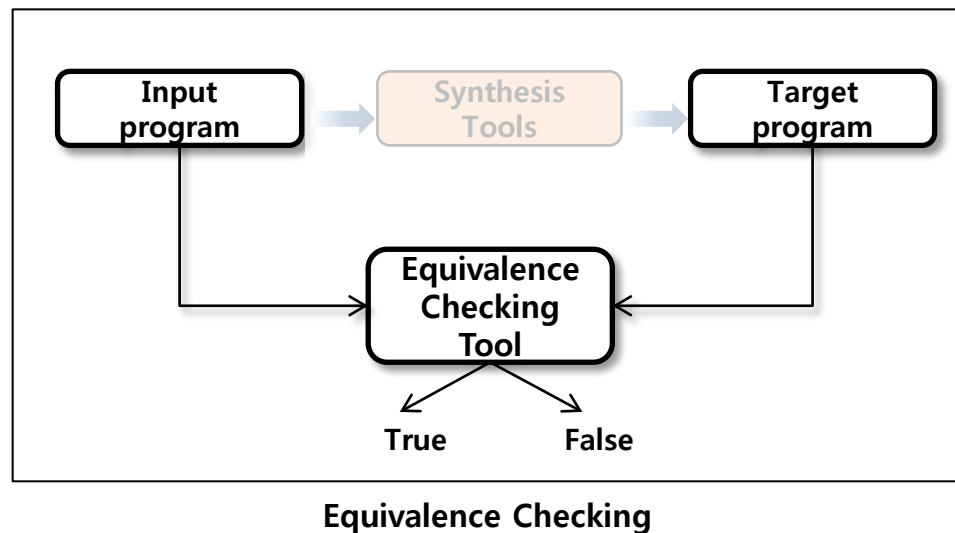 Input
program
Synthesis
Tools
Target
program
Equivalence
Checking
Tool
True
False
Equivalence Checking